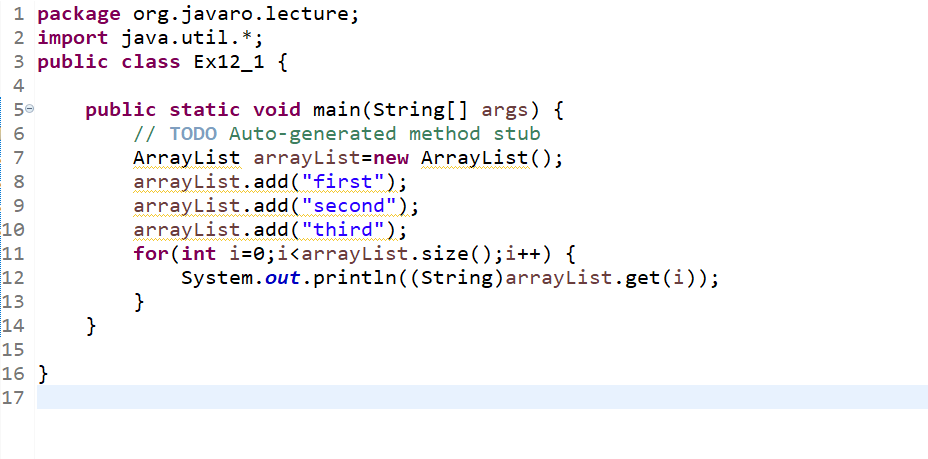 1 package org.javaro.lecture;
2 import java.util.*;
3 public class Ex12_1 {
4
5 public static void main(String[] args) {
6 // TODO Auto-generated method stub
7 ArrayList arrayList=new ArrayList();
8 arrayList.add("first");
9 arrayList.add("second");
10 arrayList.add("third");
11 for(int i=0;i<arrayList.size();i++) {
12 System.out.println((String)arrayList.get(i));
13 }
14 }
15
16 }
17